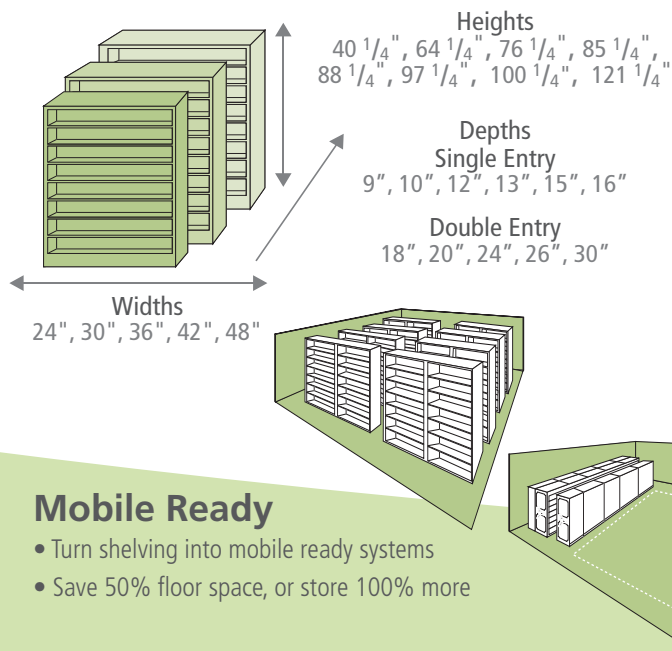 Heights
40 1/4", 64 1/4", 76 1/4", 85 1/4",
88 1/4", 97 1/4", 100 1/4", 121 1/4"
Depths
Single Entry
9”, 10”, 12”, 13”, 15”, 16”
Double Entry
18”, 20”, 24”, 26”, 30”
Widths
24", 30", 36", 42", 48"
Mobile Ready
• Turn shelving into mobile ready systems
• Save 50% floor space, or store 100% more